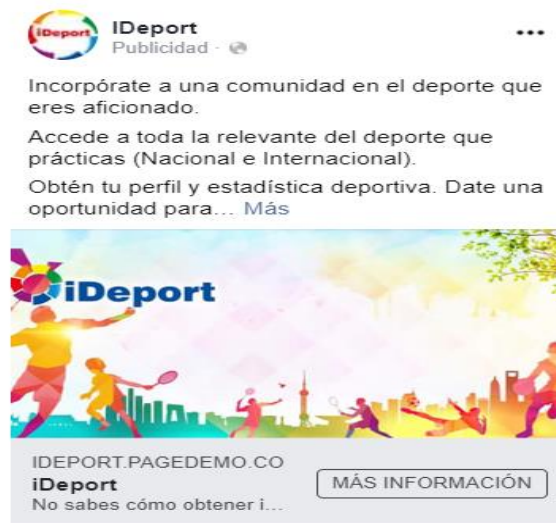 iDeport
IDeport
Publicidad ·
Incorpórate a una comunidad en el deporte que
eres aficionado.
Accede a toda la relevante del deporte que
prácticas (Nacional e Internacional).
Obtén tu perfil y estadística deportiva. Date una
oportunidad para... Más
iDeport
IDEPORT.PAGEDEMO.CO
iDeport
MÁS INFORMACIÓN
No sabes cómo obtener i...